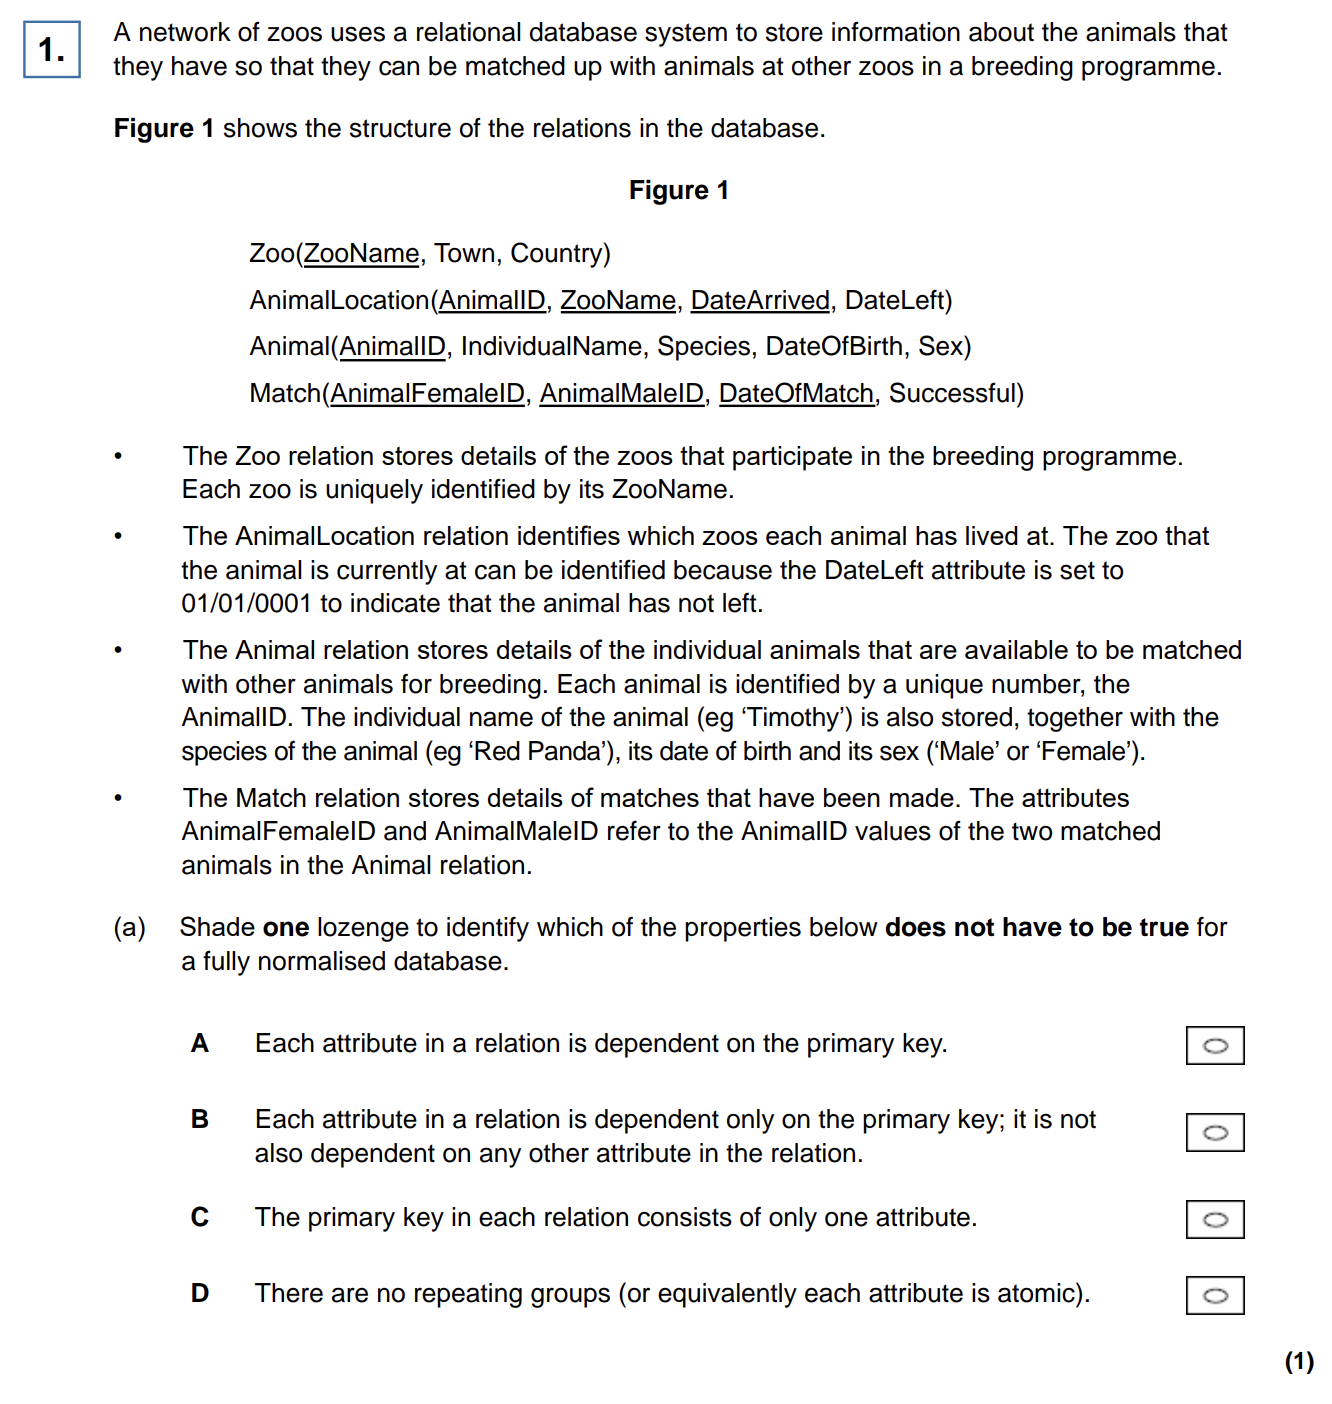 1.
A network of zoos uses a relational database system to store information about the animals that
they have so that they can be matched up with animals at other zoos in a breeding programme.
Figure 1 shows the structure of the relations in the database.
Figure 1
Zoo(ZooName, Town, Country)
AnimalLocation(AnimalID, ZooName, DateArrived, DateLeft)
Animal(AnimalID, IndividualName, Species, DateOfBirth, Sex)
Match(AnimalFemaleID, AnimalMaleID, DateOfMatch, Successful)
• The Zoo relation stores details of the zoos that participate in the breeding programme.
Each zoo is uniquely identified by its ZooName.
• The AnimalLocation relation identifies which zoos each animal has lived at. The zoo that
the animal is currently at can be identified because the DateLeft attribute is set to
01/01/0001 to indicate that the animal has not left.
• The Animal relation stores details of the individual animals that are available to be matched
with other animals for breeding. Each animal is identified by a unique number, the
AnimalID. The individual name of the animal (eg ‘Timothy’) is also stored, together with the
species of the animal (eg ‘Red Panda’), its date of birth and its sex (‘Male’ or ‘Female’).
• The Match relation stores details of matches that have been made. The attributes
AnimalFemaleID and AnimalMaleID refer to the AnimalID values of the two matched
animals in the Animal relation.
(a) Shade one lozenge to identify which of the properties below does not have to be true for
a fully normalised database.
A Each attribute in a relation is dependent on the primary key.
B Each attribute in a relation is dependent only on the primary key; it is not
also dependent on any other attribute in the relation.
C The primary key in each relation consists of only one attribute.
D There are no repeating groups (or equivalently each attribute is atomic).
(1)